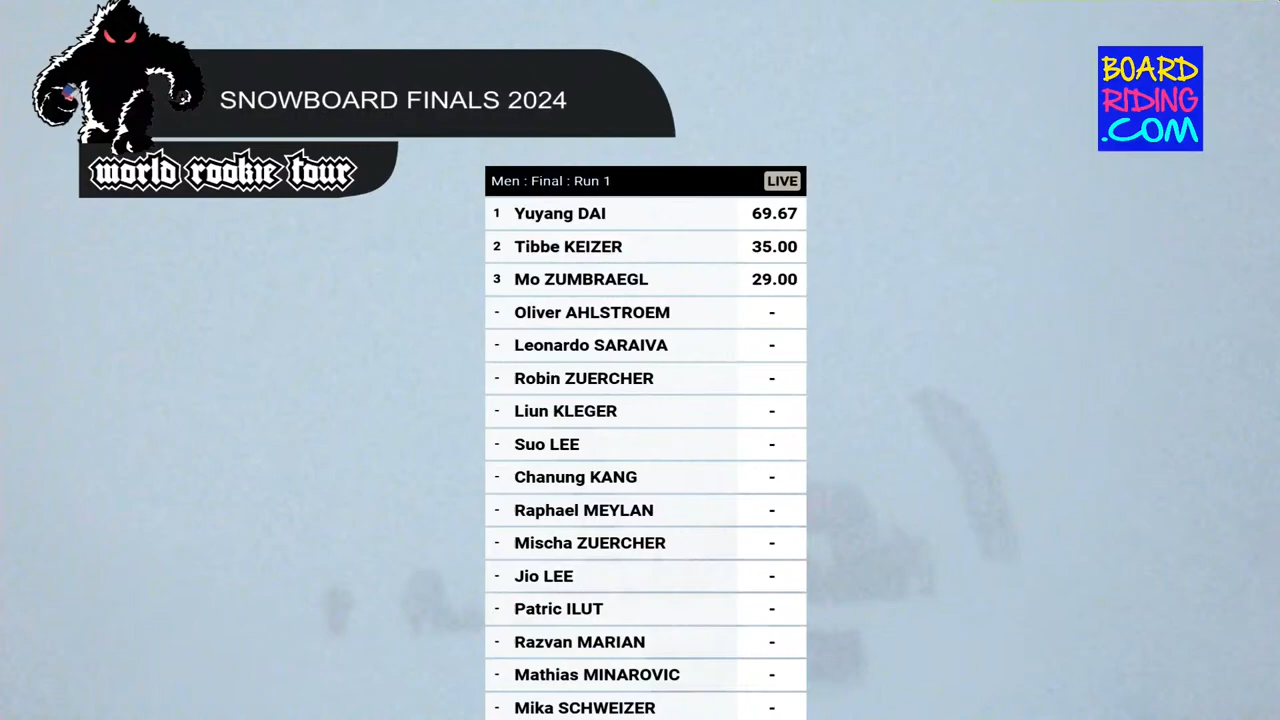 SNOWBOARD FINALS 2024
world rookie tour
BOARD
RIDING
.COM
Men : Final : Run 1 LIVE
1 Yuyang DAI 69.67
2 Tibbe KEIZER 35.00
3 Mo ZUMBRAEGL 29.00
- Oliver AHLSTROEM -
- Leonardo SARAIVA -
- Robin ZUERCHER -
- Liun KLEGER -
- Suo LEE -
- Chanung KANG -
- Raphael MEYLAN -
- Mischa ZUERCHER -
- Jio LEE -
- Patric ILUT -
- Razvan MARIAN -
- Mathias MINAROVIC -
- Mika SCHWEIZER -